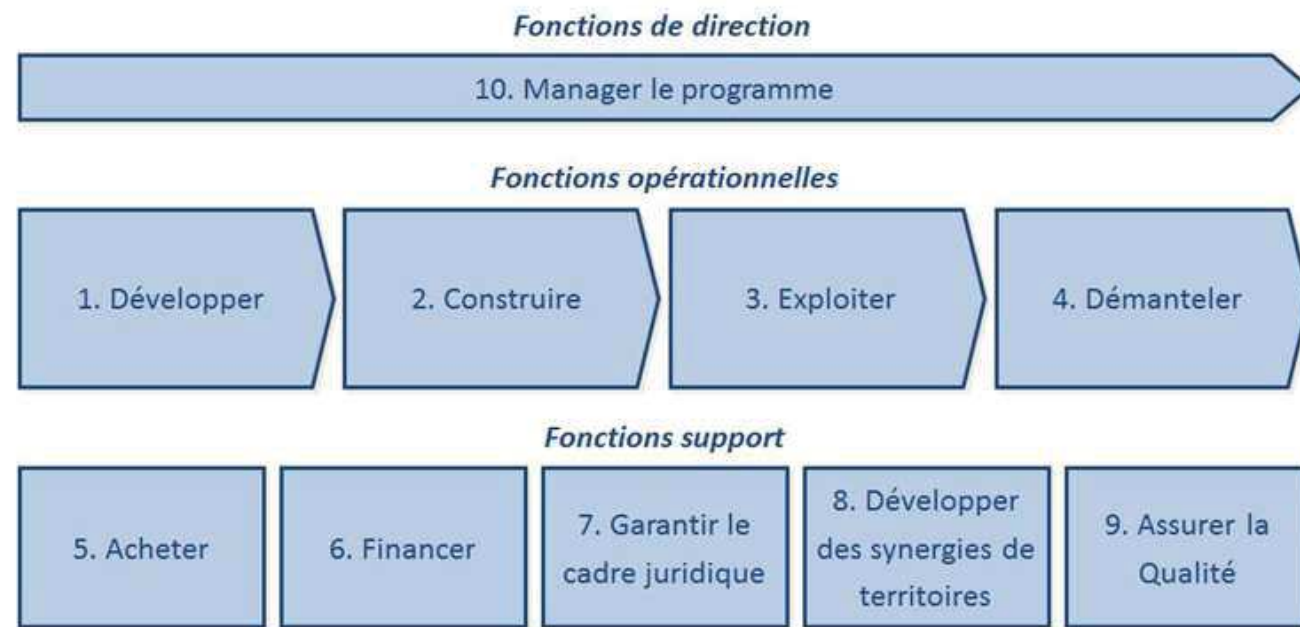 Fonctions de direction
10. Manager le programme
Fonctions opérationnelles
1. Développer
2. Construire
3. Exploiter
4. Démanteler
Fonctions support
5. Acheter
6. Financer
7. Garantir le
cadre juridique
8. Développer
des synergies de
territoires
9. Assurer la
Qualité